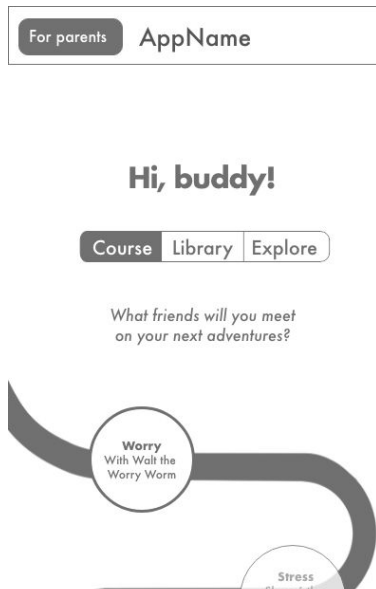 For parents
AppName
Hi, buddy!
Course
Library
Explore
What friends will you meet
on your next adventures?
Worry
With Walt the
Worry Worm
Stress